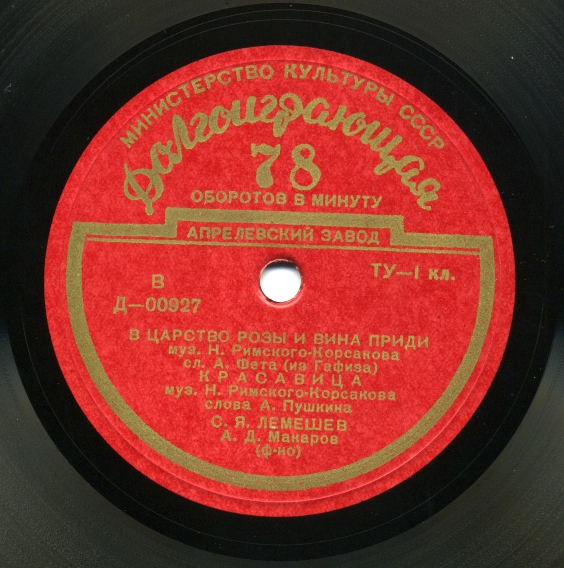 МИНИСТЕРСТВО КУЛЬТУРЫ СССР
Долгоиграющая
78
ОБОРОТОВ В МИНУТУ
АПРЕЛЕВСКИЙ ЗАВОД
В
Д—00927
ТУ—1 кл.
В ЦАРСТВО РОЗЫ И ВИНА ПРИДИ
муз. Н. Римского-Корсакова
сл. А. Фета (из Гафиза)
КРАСАВИЦА
муз. Н. Римского-Корсакова
слова А. Пушкина
С. Я. ЛЕМЕШЕВ
А. Д. Макаров
(ф-но)